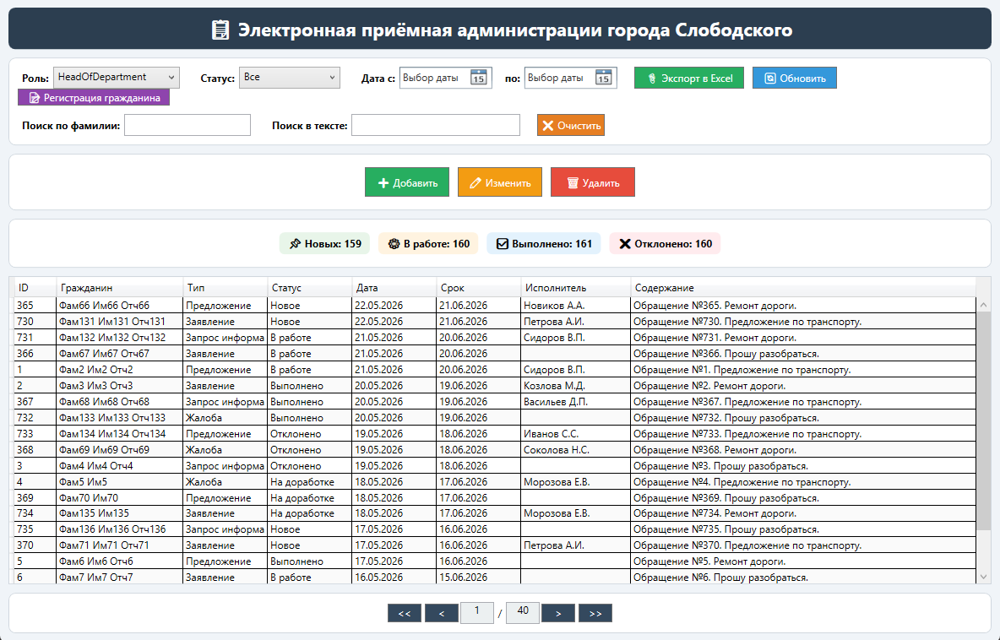 Электронная приёмная администрации города Слободского
Роль: HeadOfDepartment Статус: Все Дата с: Выбор даты 15 по: Выбор даты 15 Экспорт в Excel Обновить
Регистрация гражданина
Поиск по фамилии: Поиск в тексте: Очистить
Добавить Изменить Удалить
Новых: 159 В работе: 160 Выполнено: 161 Отклонено: 160
ID Гражданин Тип Статус Дата Срок Исполнитель Содержание
365 Фам66 Им66 Отч66 Предложение Новое 22.05.2026 21.06.2026 Новиков А.А. Обращение №365. Ремонт дороги.
730 Фам131 Им131 Отч131 Заявление Новое 22.05.2026 21.06.2026 Петрова А.И. Обращение №730. Предложение по транспорту.
731 Фам132 Им132 Отч132 Запрос информа В работе 21.05.2026 20.06.2026 Сидоров В.П. Обращение №731. Ремонт дороги.
366 Фам67 Им67 Отч67 Заявление В работе 21.05.2026 20.06.2026 Обращение №366. Прошу разобраться.
1 Фам2 Им2 Отч2 Предложение В работе 21.05.2026 20.06.2026 Сидоров В.П. Обращение №1. Предложение по транспорту.
2 Фам3 Им3 Отч3 Заявление Выполнено 20.05.2026 19.06.2026 Козлова М.Д. Обращение №2. Ремонт дороги.
367 Фам68 Им68 Отч68 Запрос информа Выполнено 20.05.2026 19.06.2026 Васильев Д.П. Обращение №367. Предложение по транспорту.
732 Фам133 Им133 Отч133 Жалоба Выполнено 20.05.2026 19.06.2026 Обращение №732. Прошу разобраться.
733 Фам134 Им134 Отч134 Предложение Отклонено 19.05.2026 18.06.2026 Иванов С.С. Обращение №733. Предложение по транспорту.
368 Фам69 Им69 Отч69 Жалоба Отклонено 19.05.2026 18.06.2026 Соколова Н.С. Обращение №368. Ремонт дороги.
3 Фам4 Им4 Отч4 Запрос информа Отклонено 19.05.2026 18.06.2026 Обращение №3. Прошу разобраться.
4 Фам5 Им5 Жалоба На доработке 18.05.2026 17.06.2026 Морозова Е.В. Обращение №4. Предложение по транспорту.
369 Фам70 Им70 Предложение На доработке 18.05.2026 17.06.2026 Обращение №369. Прошу разобраться.
734 Фам135 Им135 Заявление На доработке 18.05.2026 17.06.2026 Морозова Е.В. Обращение №734. Ремонт дороги.
735 Фам136 Им136 Отч136 Запрос информа Новое 17.05.2026 16.06.2026 Обращение №735. Прошу разобраться.
370 Фам71 Им71 Отч71 Заявление Новое 17.05.2026 16.06.2026 Петрова А.И. Обращение №370. Предложение по транспорту.
5 Фам6 Им6 Отч6 Предложение Выполнено 17.05.2026 16.06.2026 Обращение №5. Ремонт дороги.
6 Фам7 Им7 Отч7 Заявление В работе 16.05.2026 15.06.2026 Обращение №6. Прошу разобраться.
<< < 1 / 40 > >>